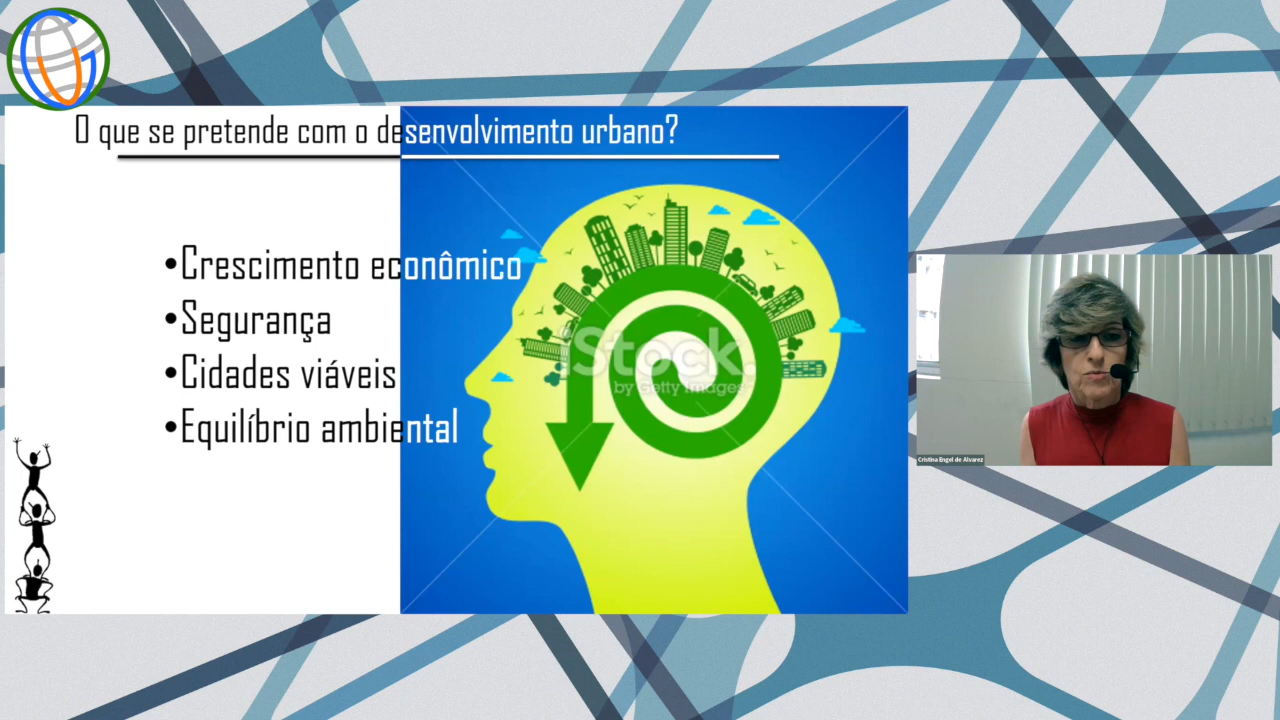 O que se pretende com o desenvolvimento urbano?
•Crescimento econômico
•Segurança
•Cidades viáveis
•Equilíbrio ambiental
iStock.
by Getty Images™
Cristina Engel de Alvarez